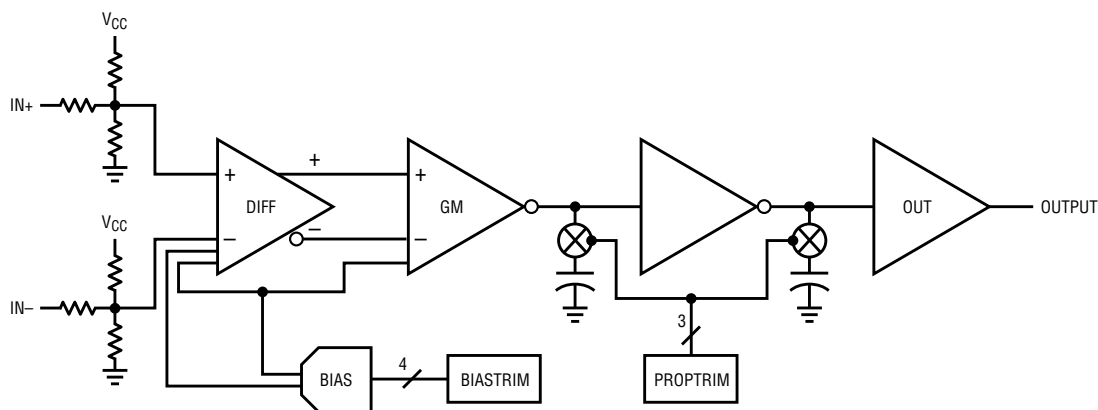 VCC
IN+
+
DIFF
−
+
−
+
GM
−
OUT
OUTPUT
VCC
IN–
BIAS
4
BIASTRIM
3
PROPTRIM